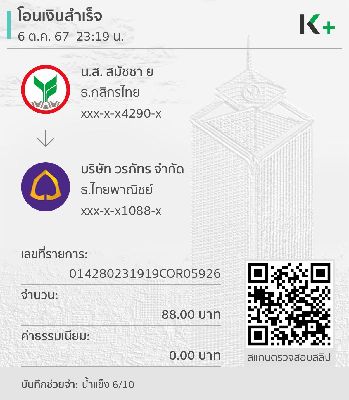 โอนเงินสำเร็จ
6 ต.ค. 67 23:19 น.
K+
น.ส. สมัชชา ย
ธ.กสิกรไทย
xxx-x-x4290-x
บริษัท วรภัทร จำกัด
ธ.ไทยพาณิชย์
xxx-x-x1088-x
เลขที่รายการ:
014280231919COR05926
จำนวน:
88.00 บาท
ค่าธรรมเนียม:
0.00 บาท
สแกนตรวจสอบสลิป
บันทึกช่วยจำ: น้ำแข็ง 6/10